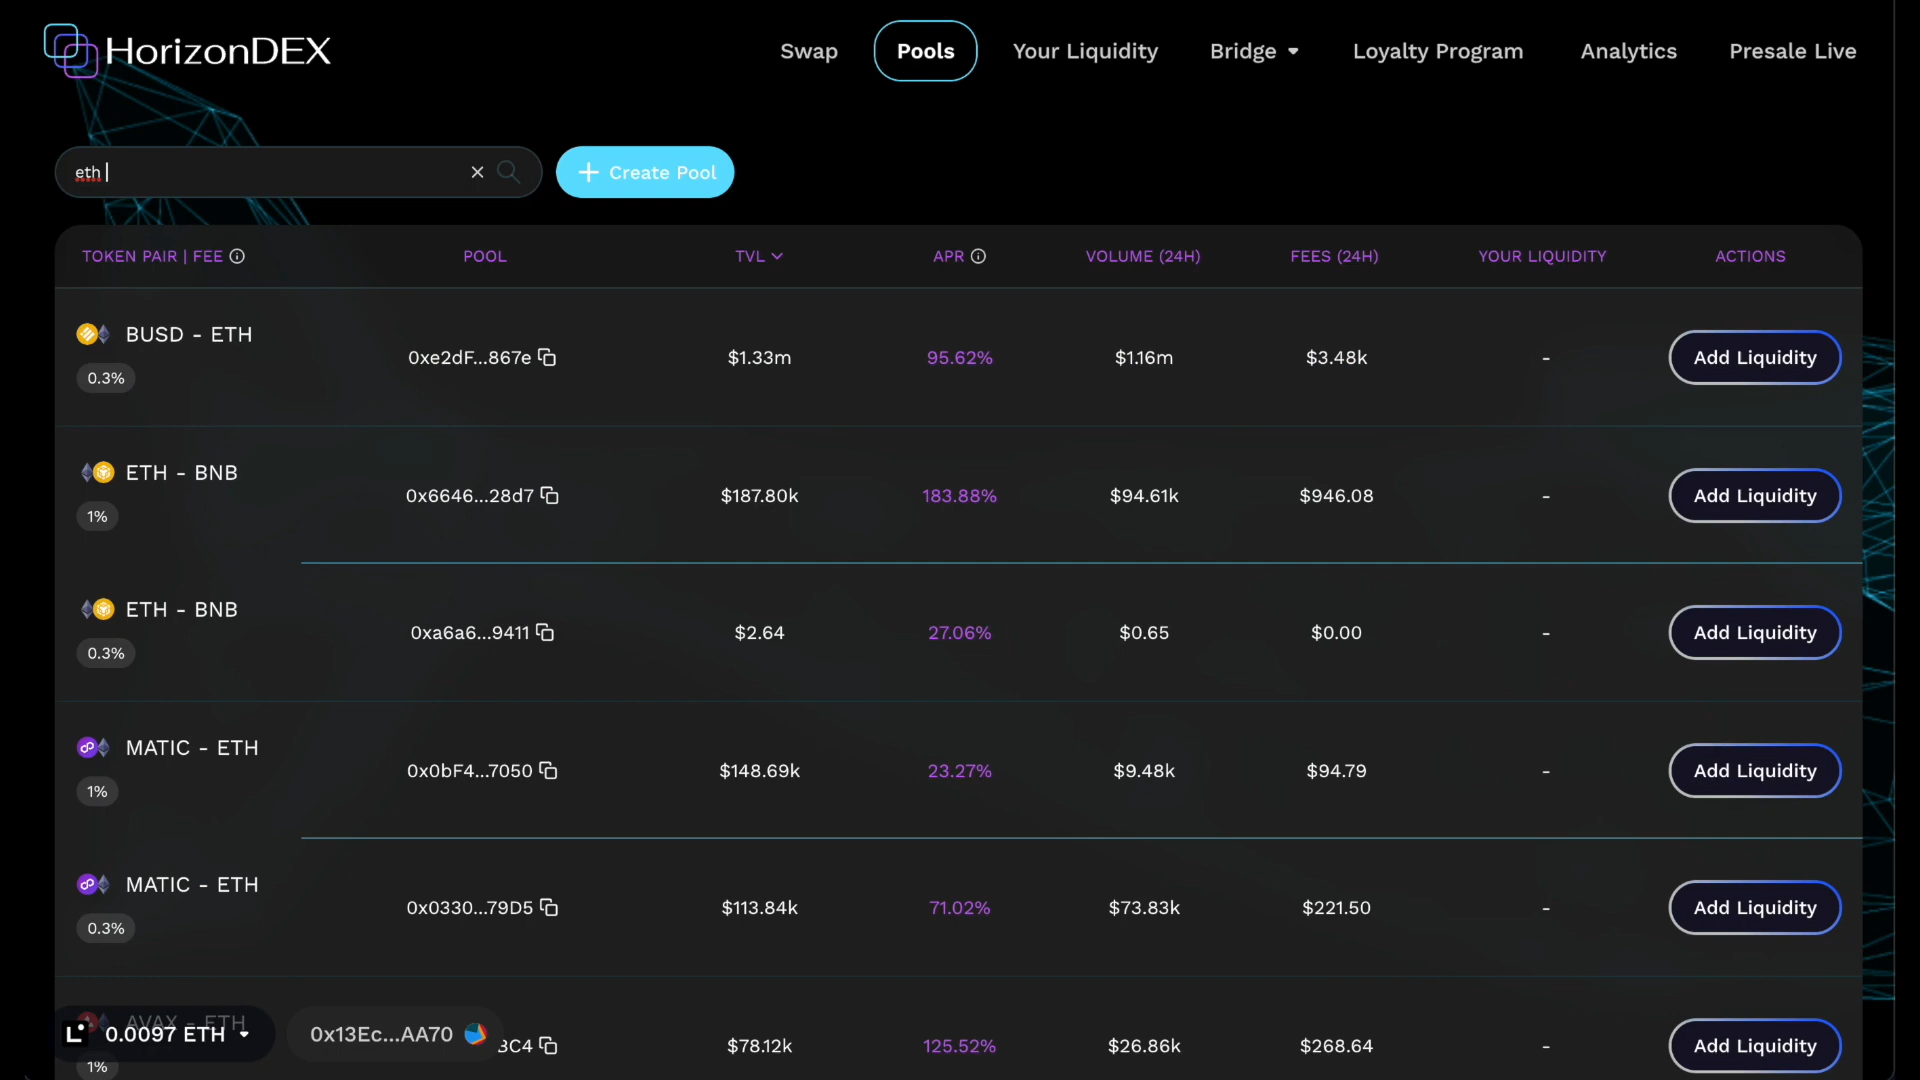 HorizonDEX
Swap
Pools
Your Liquidity
Bridge
Loyalty Program
Analytics
Presale Live
eth
Create Pool
TOKEN PAIR | FEE
POOL
TVL
APR
VOLUME (24H)
FEES (24H)
YOUR LIQUIDITY
ACTIONS
BUSD - ETH
0.3%
0xe2dF...867e
$1.33m
95.62%
$1.16m
$3.48k
-
Add Liquidity
ETH - BNB
1%
0x6646...28d7
$187.80k
183.88%
$94.61k
$946.08
-
Add Liquidity
ETH - BNB
0.3%
0xa6a6...9411
$2.64
27.06%
$0.65
$0.00
-
Add Liquidity
MATIC - ETH
1%
0x0bF4...7050
$148.69k
23.27%
$9.48k
$94.79
-
Add Liquidity
MATIC - ETH
0.3%
0x0330...79D5
$113.84k
71.02%
$73.83k
$221.50
-
Add Liquidity
AVAX - ETH
1%
$78.12k
125.52%
$26.86k
$268.64
-
Add Liquidity
0.0097 ETH
0x13Ec...AA70